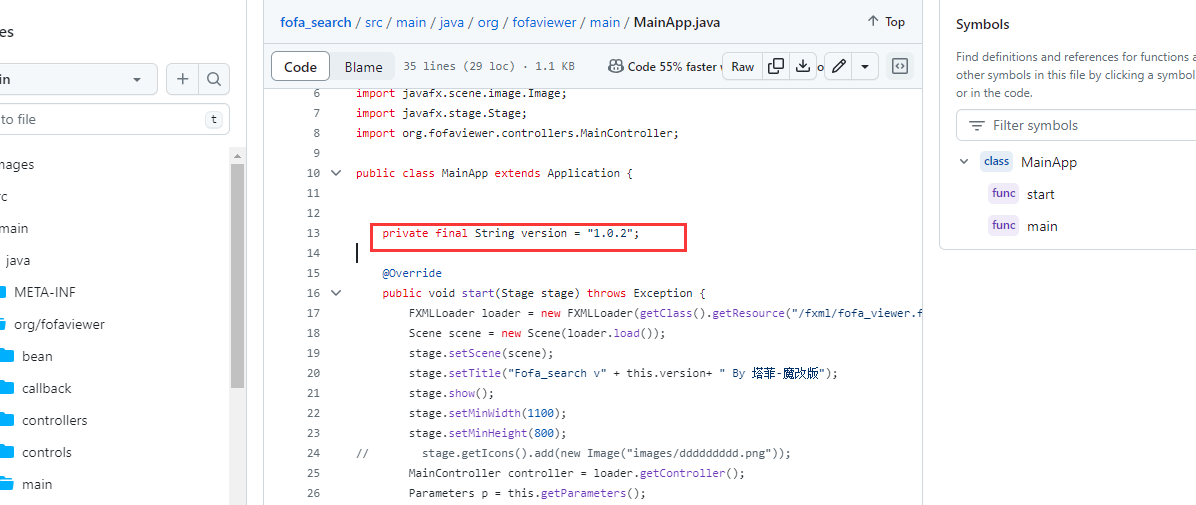 es
in
to file
t
mages
rc
main
java
META-INF
org/fofaviewer
bean
callback
controllers
controls
main
fofa_search / src / main / java / org / fofaviewer / main / MainApp.java
Top
Code
Blame
35 lines (29 loc) · 1.1 KB
Code 55% faster w
Raw
6 import javafx.scene.image.Image;
7 import javafx.stage.Stage;
8 import org.fofaviewer.controllers.MainController;
9
10 public class MainApp extends Application {
11
12
13 private final String version = "1.0.2";
14
15 @Override
16 public void start(Stage stage) throws Exception {
17 FXMLLoader loader = new FXMLLoader(getClass().getResource("/fxml/fofa_viewer.f
18 Scene scene = new Scene(loader.load());
19 stage.setScene(scene);
20 stage.setTitle("Fofa_search v" + this.version+ " By 塔菲-魔改版");
21 stage.show();
22 stage.setMinWidth(1100);
23 stage.setMinHeight(800);
24 // stage.getIcons().add(new Image("images/ddddddddd.png"));
25 MainController controller = loader.getController();
26 Parameters p = this.getParameters();
Symbols
Find definitions and references for functions a
other symbols in this file by clicking a symbol
or in the code.
Filter symbols
class MainApp
func start
func main